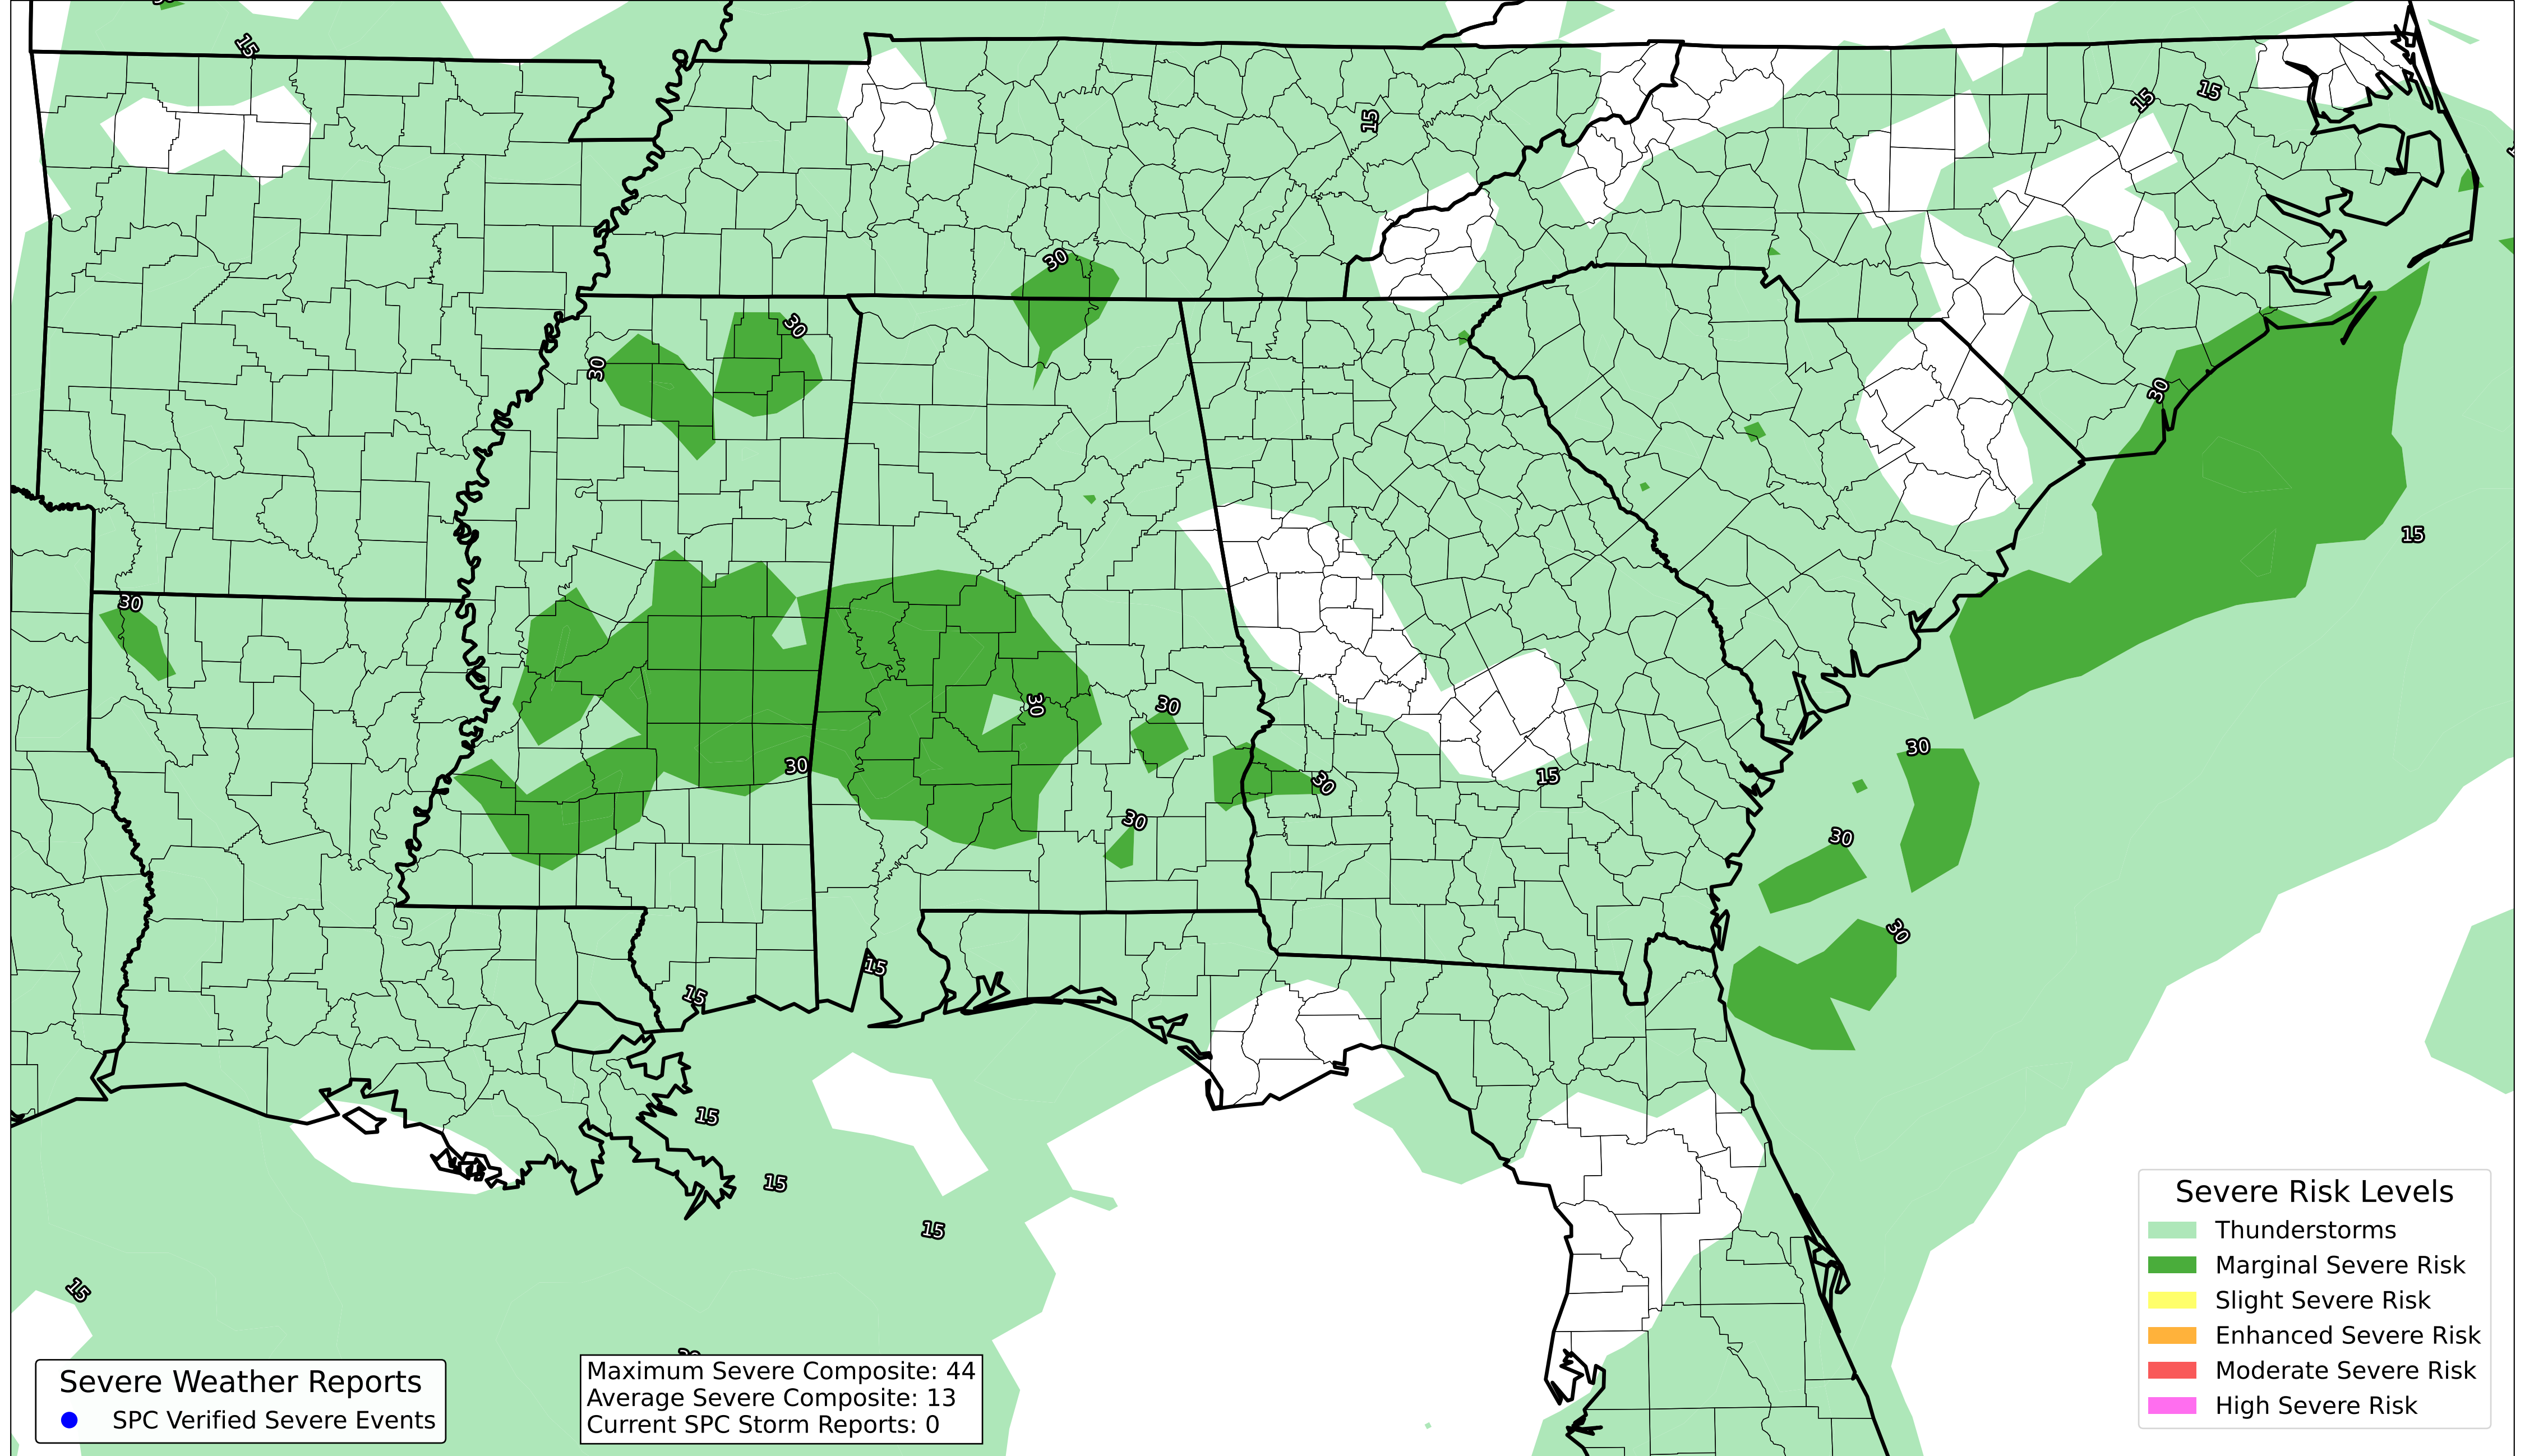 15
15
15
15
30
30
30
30
15
30
30
30
30
30
30
30
15
30
30
30
15
15
15
15
15
15
Severe Risk Levels
Thunderstorms
Marginal Severe Risk
Slight Severe Risk
Enhanced Severe Risk
Moderate Severe Risk
High Severe Risk
Severe Weather Reports
SPC Verified Severe Events
Maximum Severe Composite: 44
Average Severe Composite: 13
Current SPC Storm Reports: 0